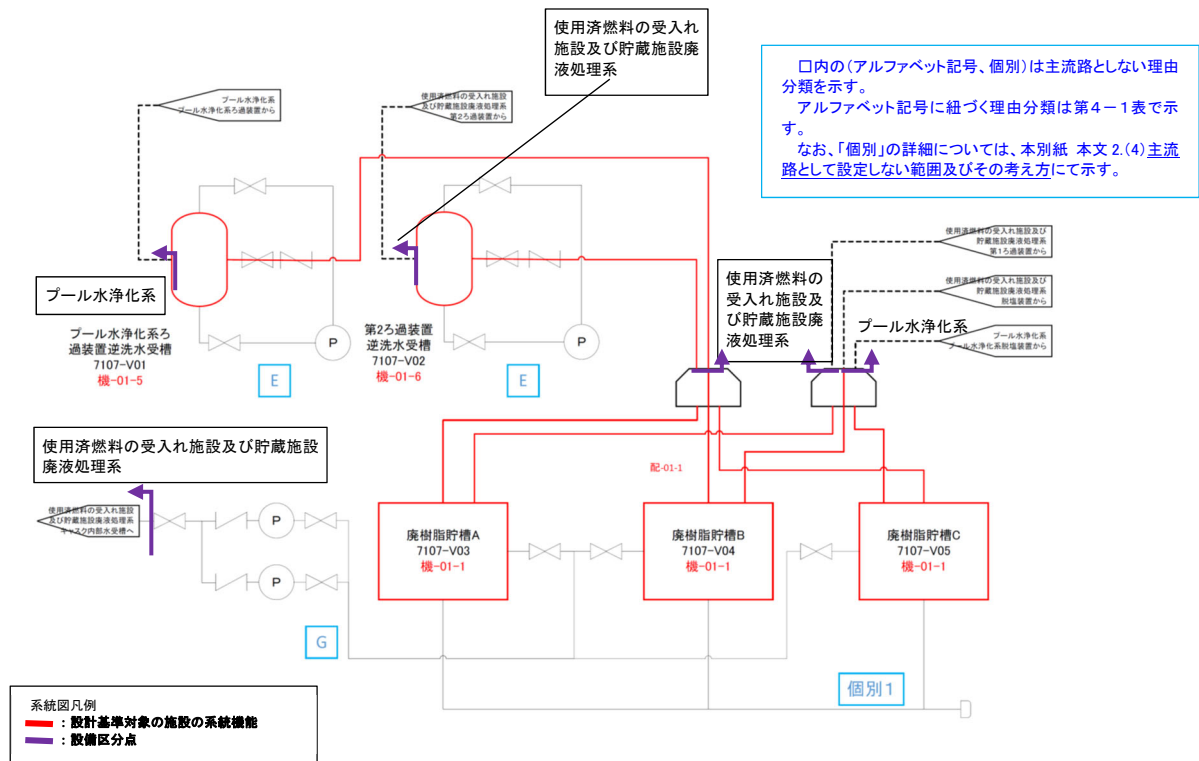 使用済燃料の受入れ
施設及び貯蔵施設廃
液処理系
口内の(アルファベット記号、個別)は主流路としない理由
分類を示す。
アルファベット記号に紐づく理由分類は第4-1表で示
す。
なお、「個別」の詳細については、本別紙 本文 2.(4)主流
路として設定しない範囲及びその考え方にて示す。
プール水浄化系
プール水浄化系ろ過装置から
使用済燃料の受入れ施設
及び貯蔵施設廃液処理系
第2ろ過装置から
プール水浄化系
プール水浄化系ろ
過装置逆洗水受槽
7107-V01
機-01-5
P
E
第2ろ過装置
逆洗水受槽
7107-V02
機-01-6
P
E
使用済燃料の
受入れ施設及
び貯蔵施設廃
液処理系
使用済燃料の受入れ施設及び
貯蔵施設廃液処理系
第1ろ過装置から
使用済燃料の受入れ施設及び
貯蔵施設廃液処理系
脱塩装置から
プール水浄化系
プール水浄化系
プール水浄化系脱塩装置から
使用済燃料の受入れ施設及び貯蔵施設
廃液処理系
使用済燃料の受入れ施設
及び貯蔵施設廃液処理系
キャスク内部水受槽へ
P
P
G
配-01-1
廃樹脂貯槽A
7107-V03
機-01-1
廃樹脂貯槽B
7107-V04
機-01-1
廃樹脂貯槽C
7107-V05
機-01-1
個別1
系統図凡例
:設計基準対象の施設の系統機能
:設備区分点